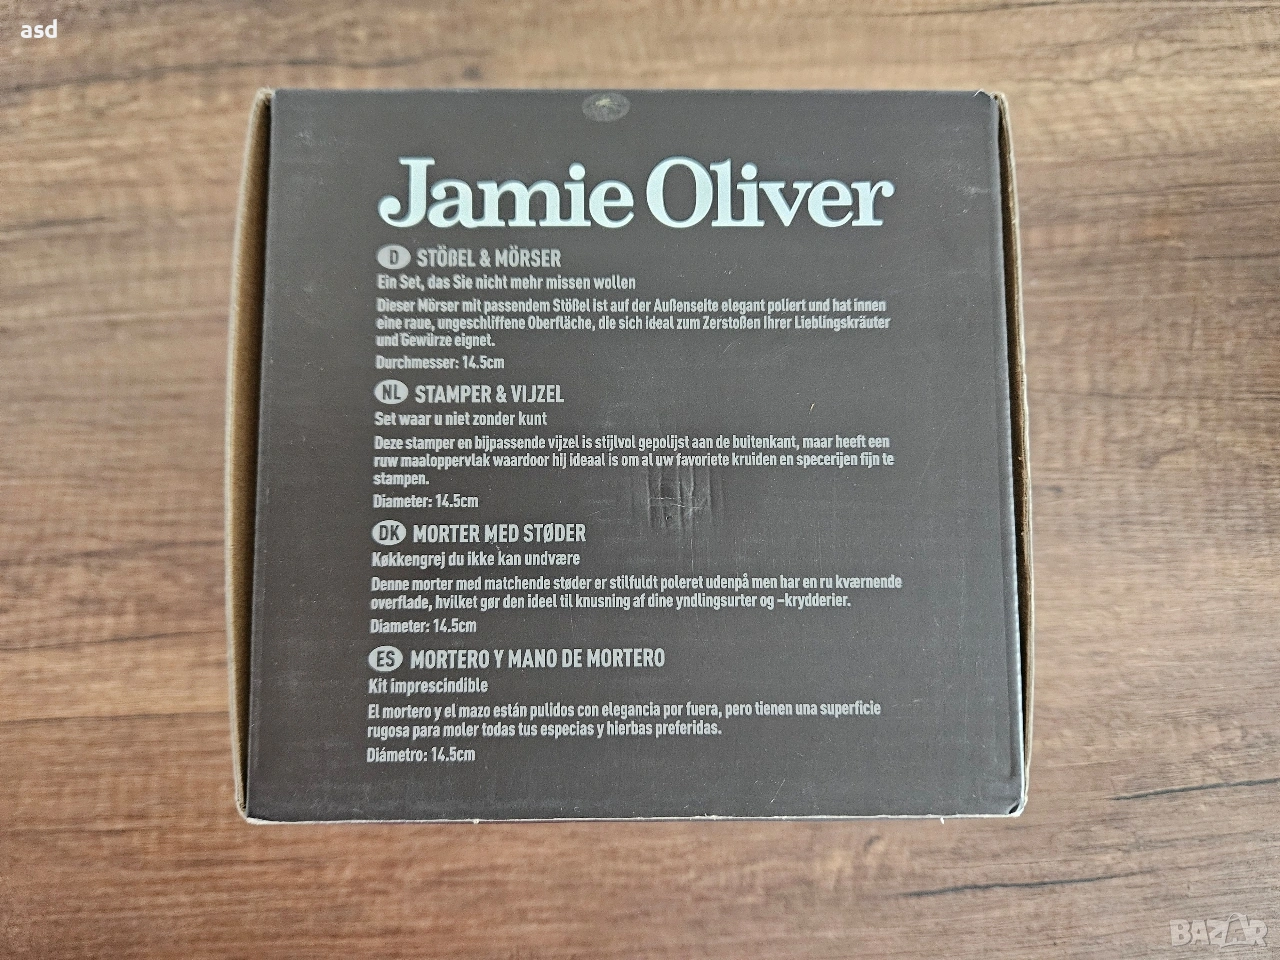 asd
Jamie Oliver
D STÖßEL & MÖRSER
Ein Set, das Sie nicht mehr missen wollen
Dieser Mörser mit passendem Stößel ist auf der Außenseite elegant poliert und hat innen
eine raue, ungeschliffene Oberfläche, die sich ideal zum Zerstoßen Ihrer Lieblingskräuter
und Gewürze eignet.
Durchmesser: 14.5cm
NL STAMPER & VIJZEL
Set waar u niet zonder kunt
Deze stamper en bijpassende vijzel is stijlvol gepolijst aan de buitenkant, maar heeft een
ruw maaloppervlak waardoor hij ideaal is om al uw favoriete kruiden en specerijen fijn te
stampen.
Diameter: 14.5cm
DK MORTER MED STØDER
Køkkengrej du ikke kan undvære
Denne morter med matchende støder er stilfuldt poleret udenpå men har en ru kværnende
overflade, hvilket gør den ideel til knusning af dine yndlingsurter og –krydderier.
Diameter: 14.5cm
ES MORTERO Y MANO DE MORTERO
Kit imprescindible
El mortero y el mazo están pulidos con elegancia por fuera, pero tienen una superficie
rugosa para moler todas tus especias y hierbas preferidas.
Diámetro: 14.5cm
BAZAR